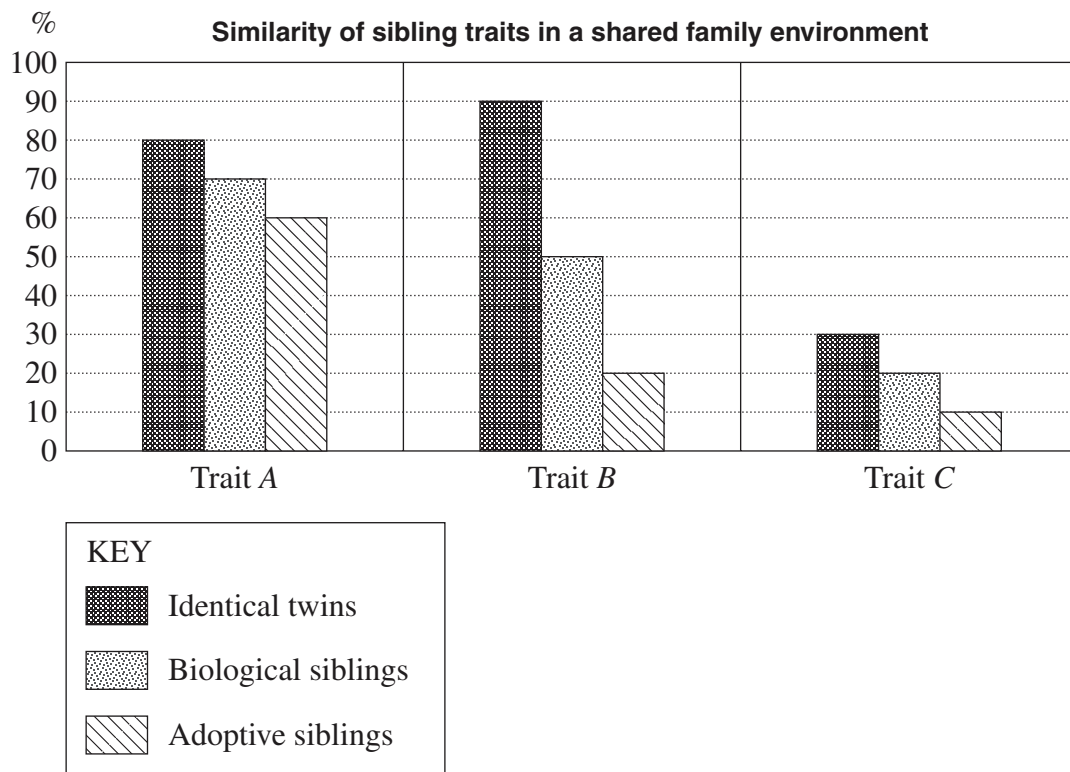 %
Similarity of sibling traits in a shared family environment
100
90
80
70
60
50
40
30
20
10
0
Trait A
Trait B
Trait C
KEY
Identical twins
Biological siblings
Adoptive siblings